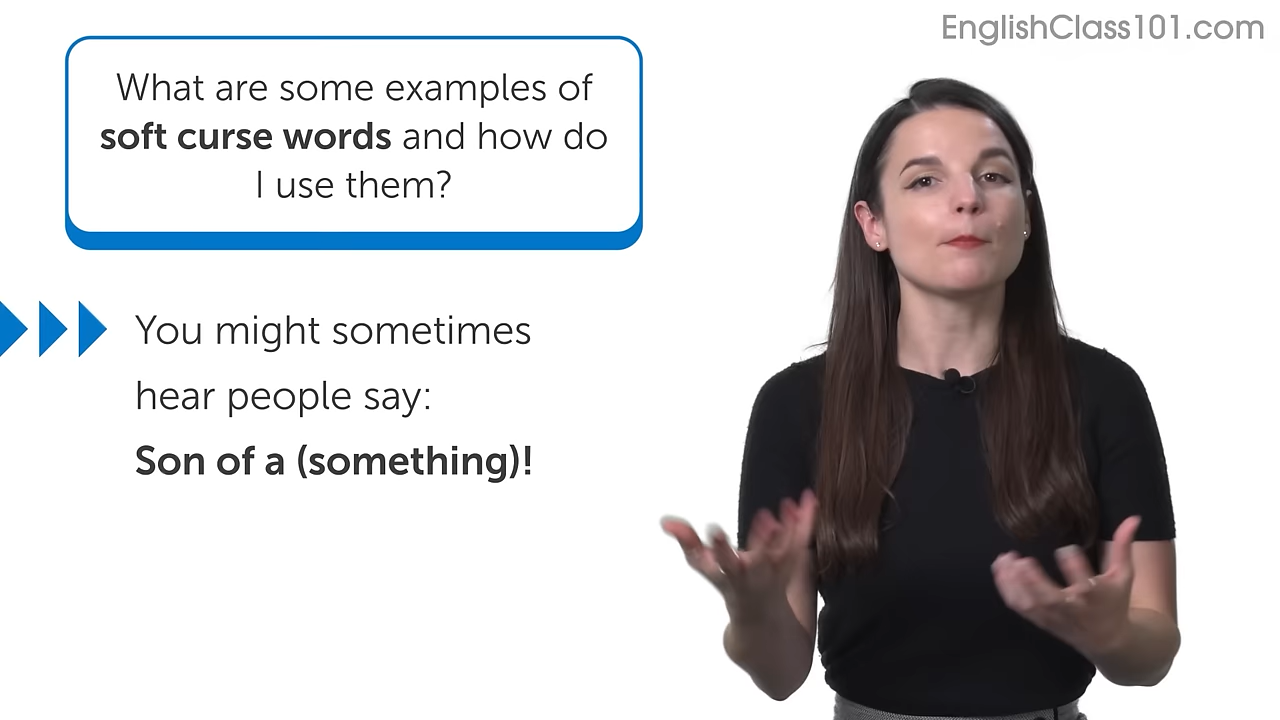 EnglishClass101.com
What are some examples of
soft curse words and how do
I use them?
You might sometimes
hear people say:
Son of a (something)!